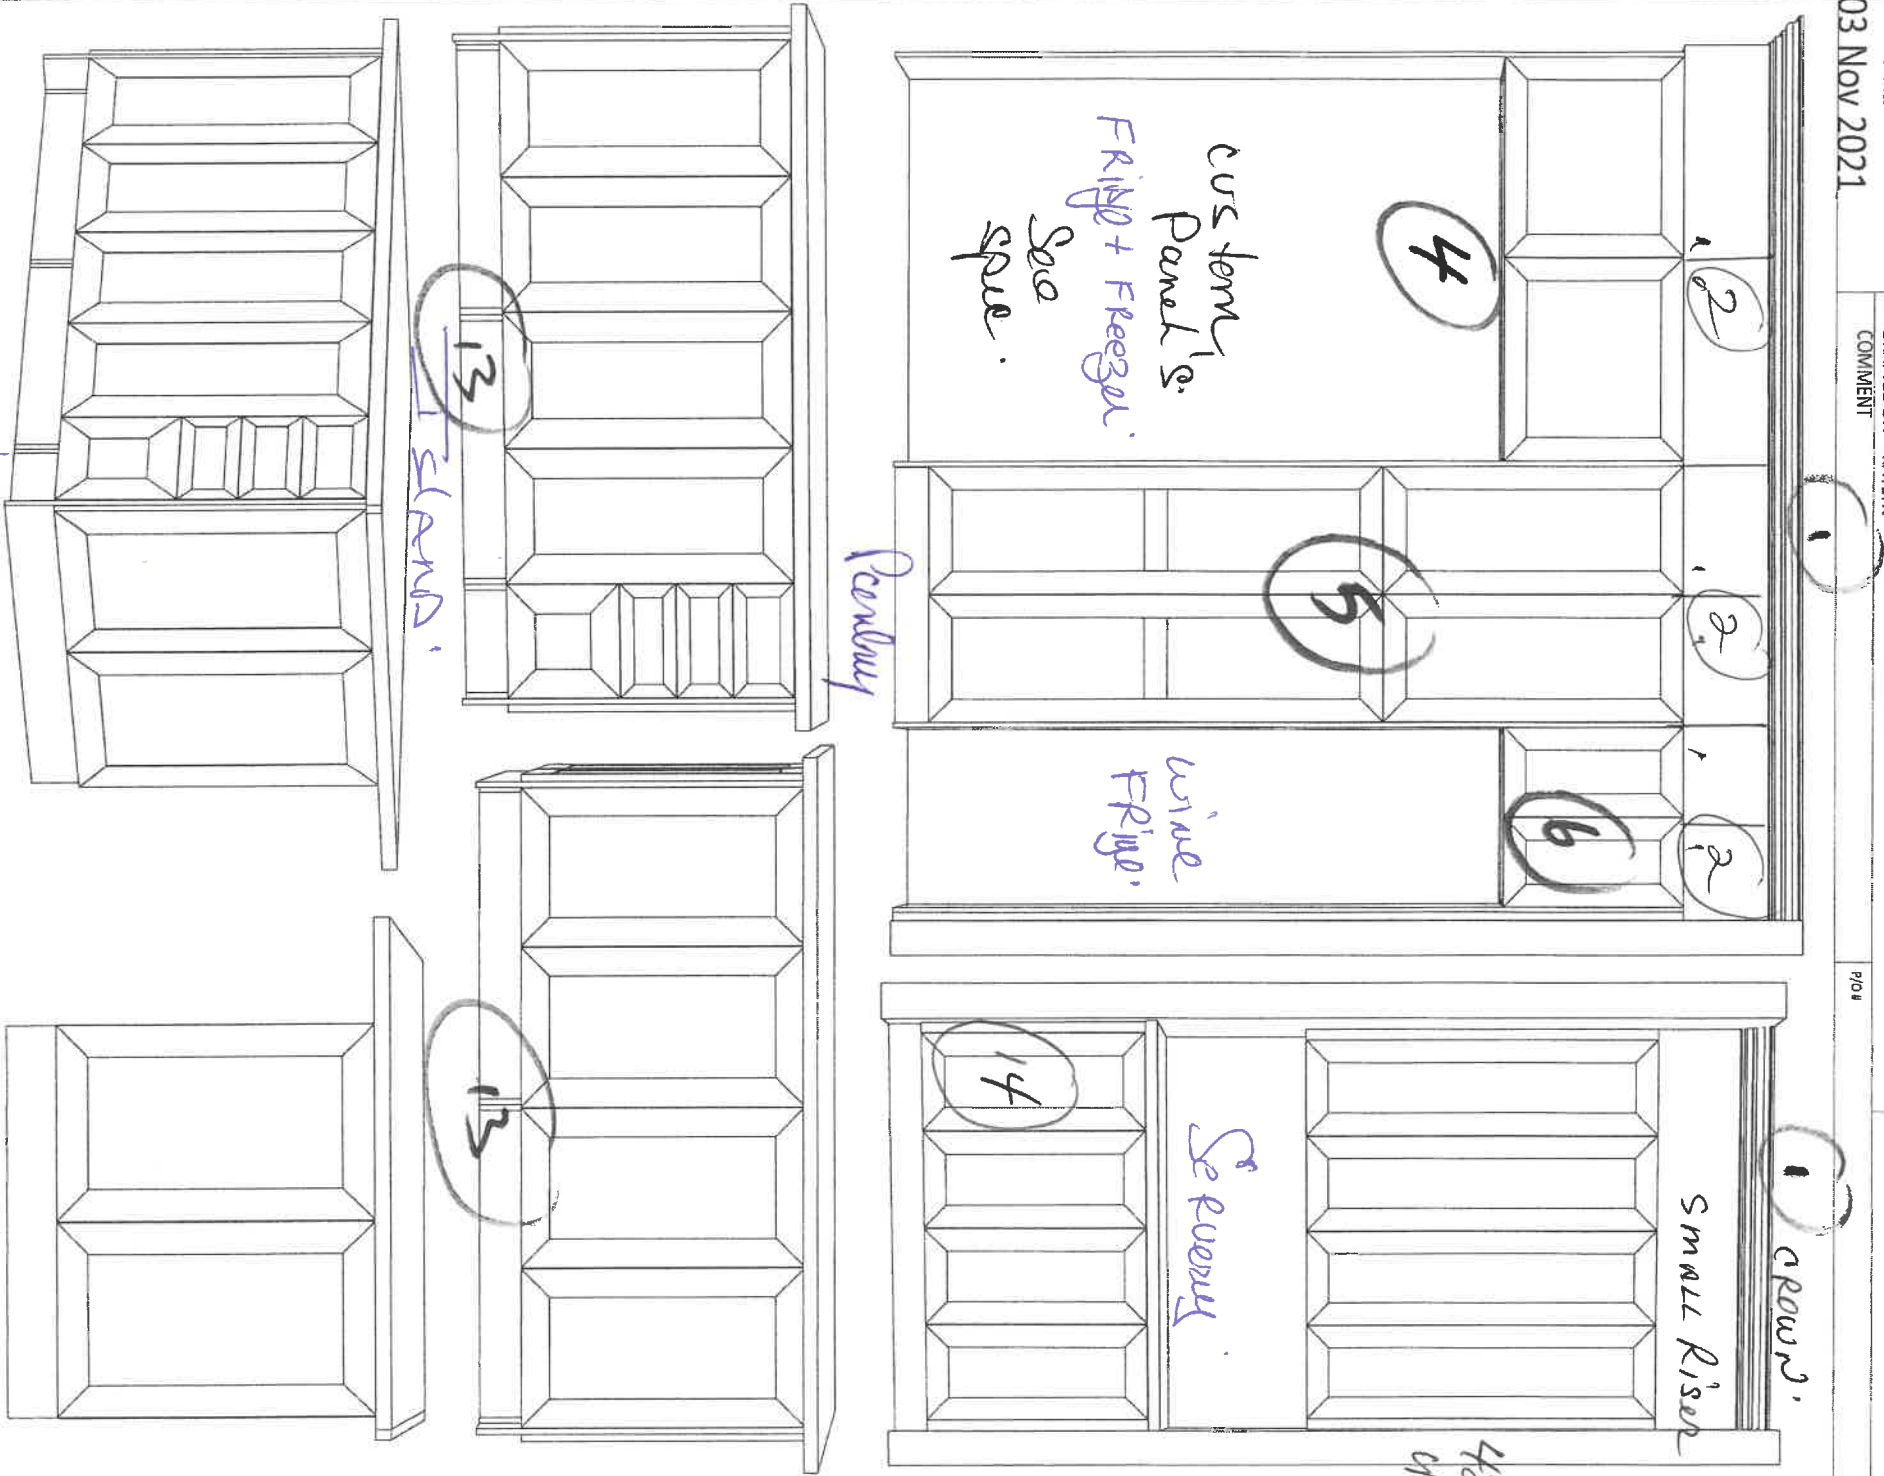 03 Nov 2021
COMMENT
P/O#
1
1
CROWN.
2
2
2
SMALL RISER
4
custom
Panel's.
FRidge + FReezer.
See
spec.
5
6
wine
FRidge.
14
SeRvery.
Pantry
13
13
ISLAND.